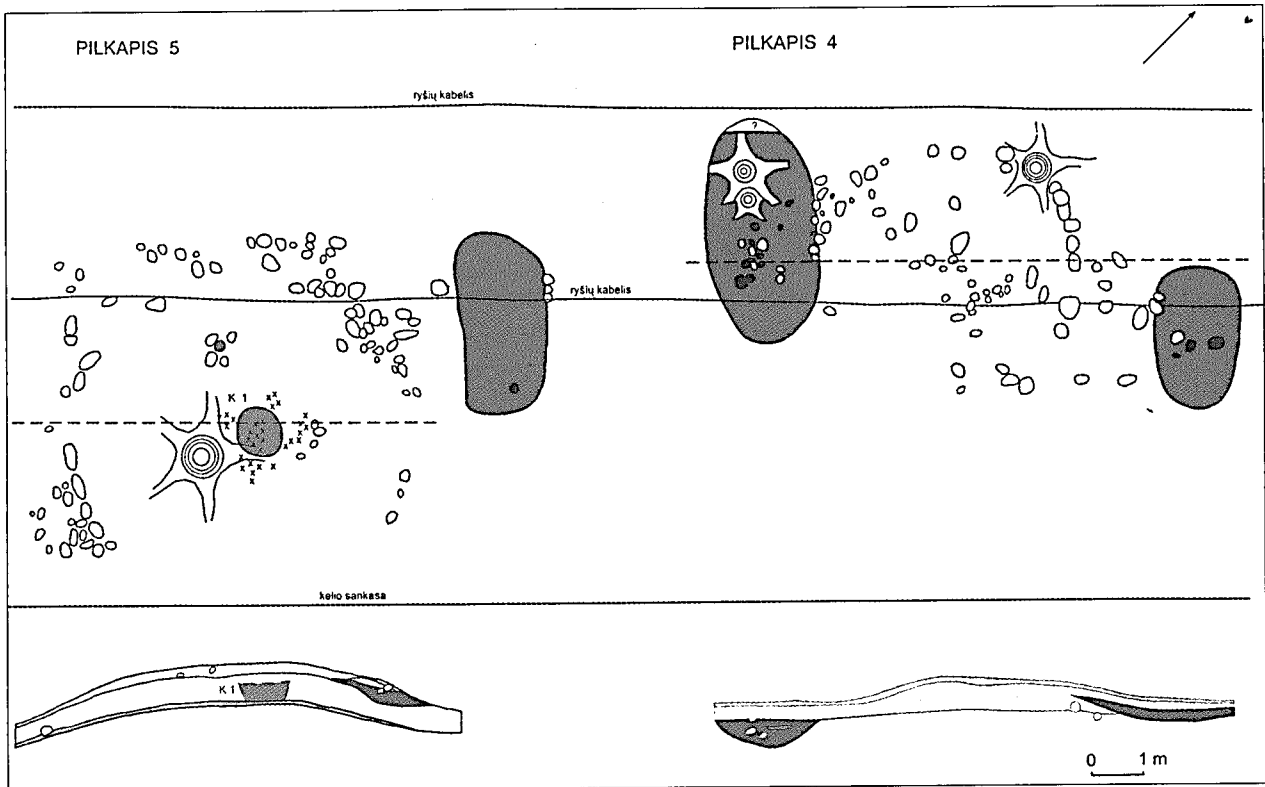 PILKAPIS 5
PILKAPIS 4
ryšių kabelis
?
ryšių kabelis
K 1
kelio sankasa
K 1
0 1 m